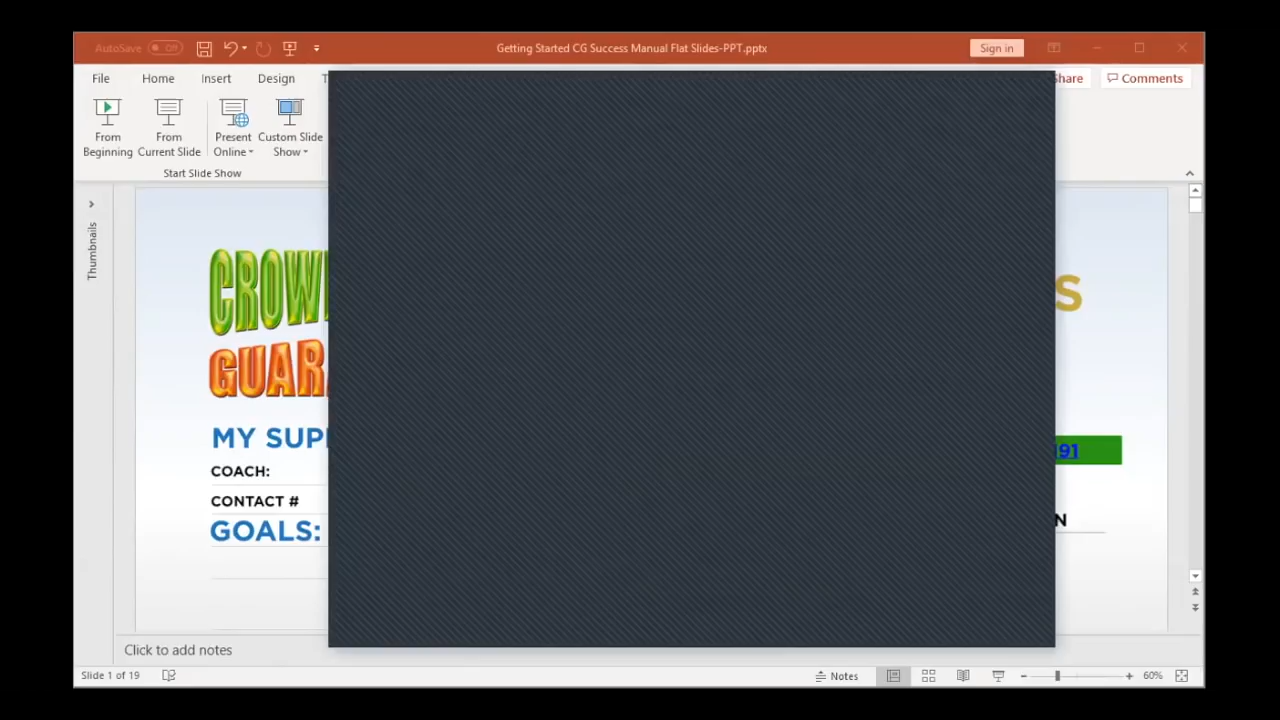 AutoSave Off
Getting Started CG Success Manual Flat Slides-PPT.pptx
Sign in
File Home Insert Design
Comments
From Beginning
From Current Slide
Present Online
Custom Slide Show
Start Slide Show
Thumbnails
MY
COACH:
CONTACT #
GOALS:
Click to add notes
Slide 1 of 19
Notes
60%